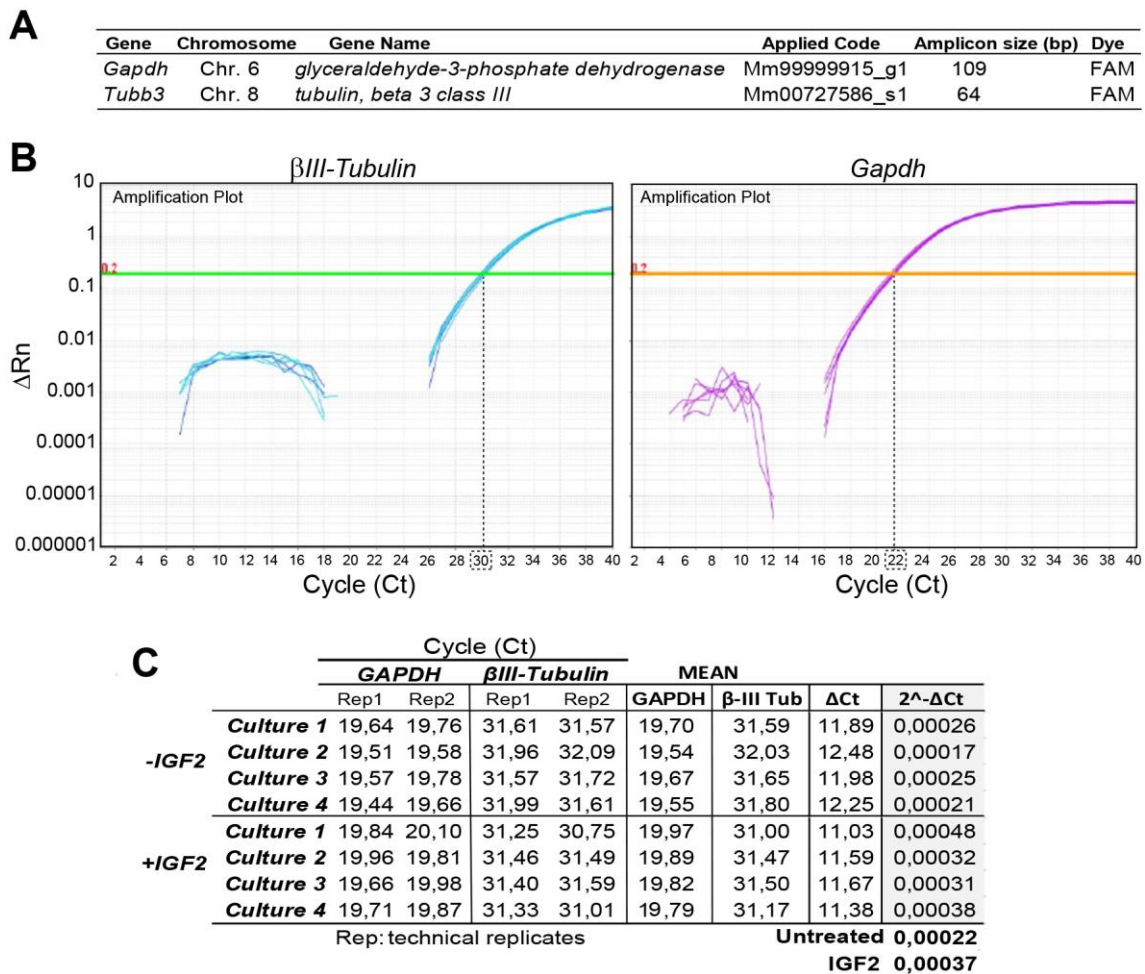 A
Gene Chromosome Gene Name Applied Code Amplicon size (bp) Dye
Gapdh Chr. 6 glyceraldehyde-3-phosphate dehydrogenase Mm99999915_g1 109 FAM
Tubb3 Chr. 8 tubulin, beta 3 class III Mm00727586_s1 64 FAM
B
βIII-Tubulin
Amplification Plot
ΔRn
10
1
0.2
0.1
0.01
0.001
0.0001
0.00001
0.000001
2 4 6 8 10 12 14 16 18 20 22 24 26 28 30 32 34 36 38 40
Cycle (Ct)
Gapdh
Amplification Plot
0.2
2 4 6 8 10 12 14 16 18 20 22 24 26 28 30 32 34 36 38 40
Cycle (Ct)
C
Cycle (Ct)
GAPDH βIII-Tubulin MEAN
Rep1 Rep2 Rep1 Rep2 GAPDH β-III Tub ΔCt 2^-ΔCt
-IGF2
Culture 1 19,64 19,76 31,61 31,57 19,70 31,59 11,89 0,00026
Culture 2 19,51 19,58 31,96 32,09 19,54 32,03 12,48 0,00017
Culture 3 19,57 19,78 31,57 31,72 19,67 31,65 11,98 0,00025
Culture 4 19,44 19,66 31,99 31,61 19,55 31,80 12,25 0,00021
+IGF2
Culture 1 19,84 20,10 31,25 30,75 19,97 31,00 11,03 0,00048
Culture 2 19,96 19,81 31,46 31,49 19,89 31,47 11,59 0,00032
Culture 3 19,66 19,98 31,40 31,59 19,82 31,50 11,67 0,00031
Culture 4 19,71 19,87 31,33 31,01 19,79 31,17 11,38 0,00038
Rep: technical replicates Untreated 0,00022
IGF2 0,00037